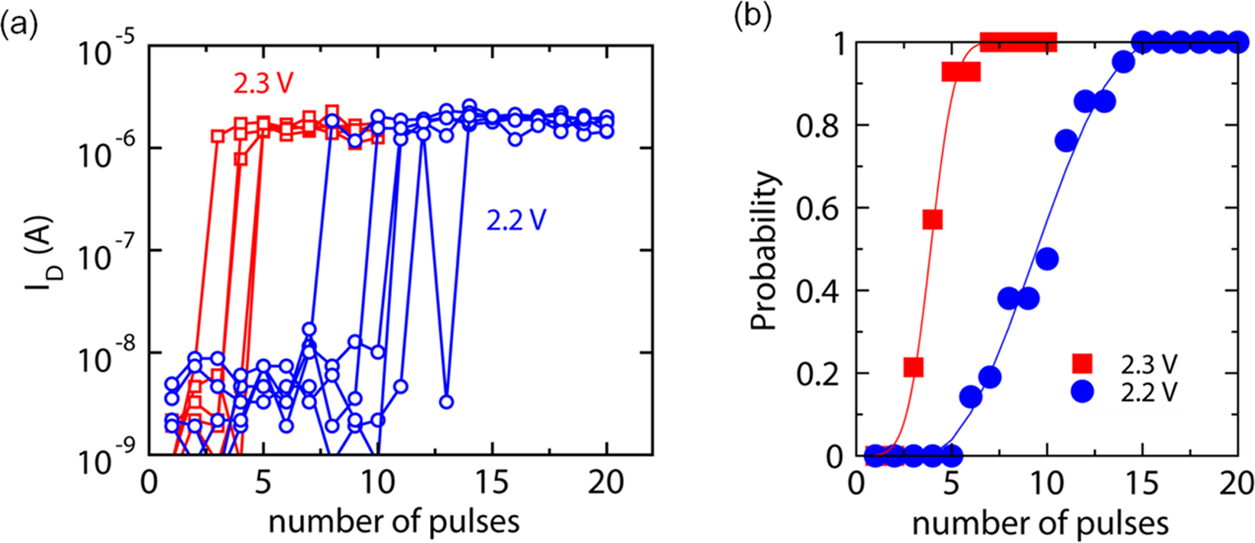 (a)
10-5
10-6
10-7
10-8
10-9
ID (A)
2.3 V
2.2 V
0
5
10
15
20
number of pulses
(b)
1
0.8
0.6
0.4
0.2
0
Probability
2.3 V
2.2 V
0
5
10
15
20
number of pulses